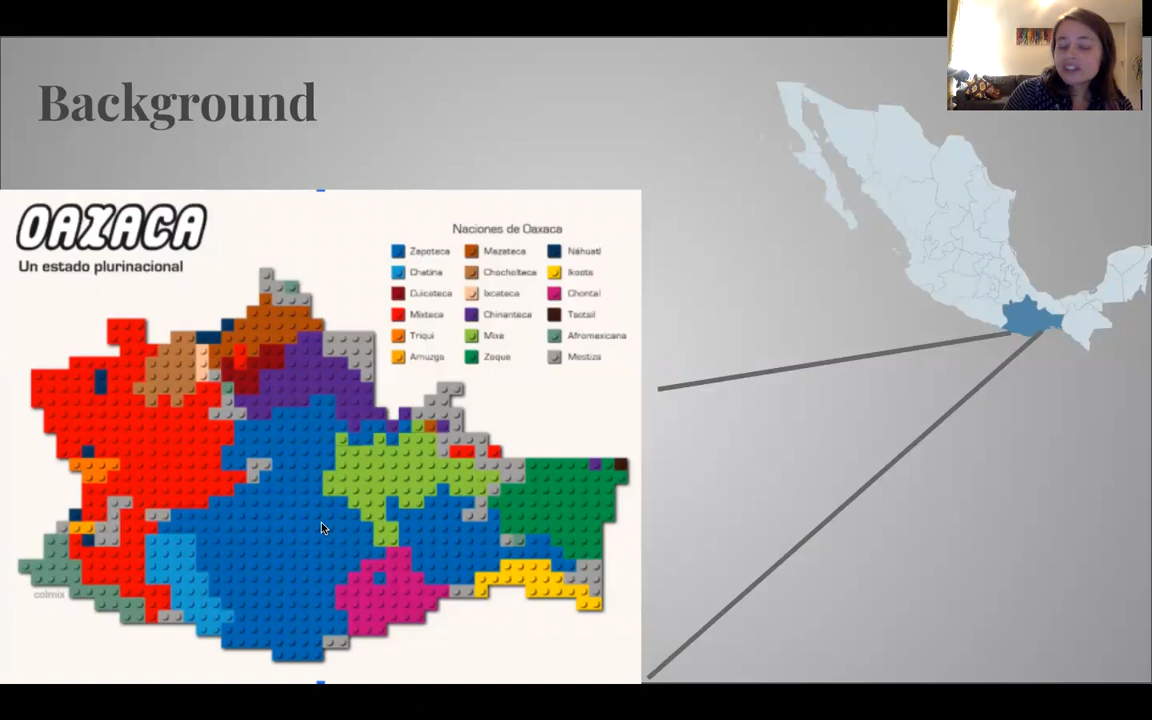 Background
OAXACA
Un estado plurinacional
Naciones de Oaxaca
Zapoteca
Mazateca
Náhuatl
Chatina
Chocholteca
Ikoots
Cuicateca
Ixcateca
Chontal
Mixteca
Chinanteca
Tsotsil
Triqui
Mixe
Afromexicana
Amuzga
Zoque
Mestiza
colmix